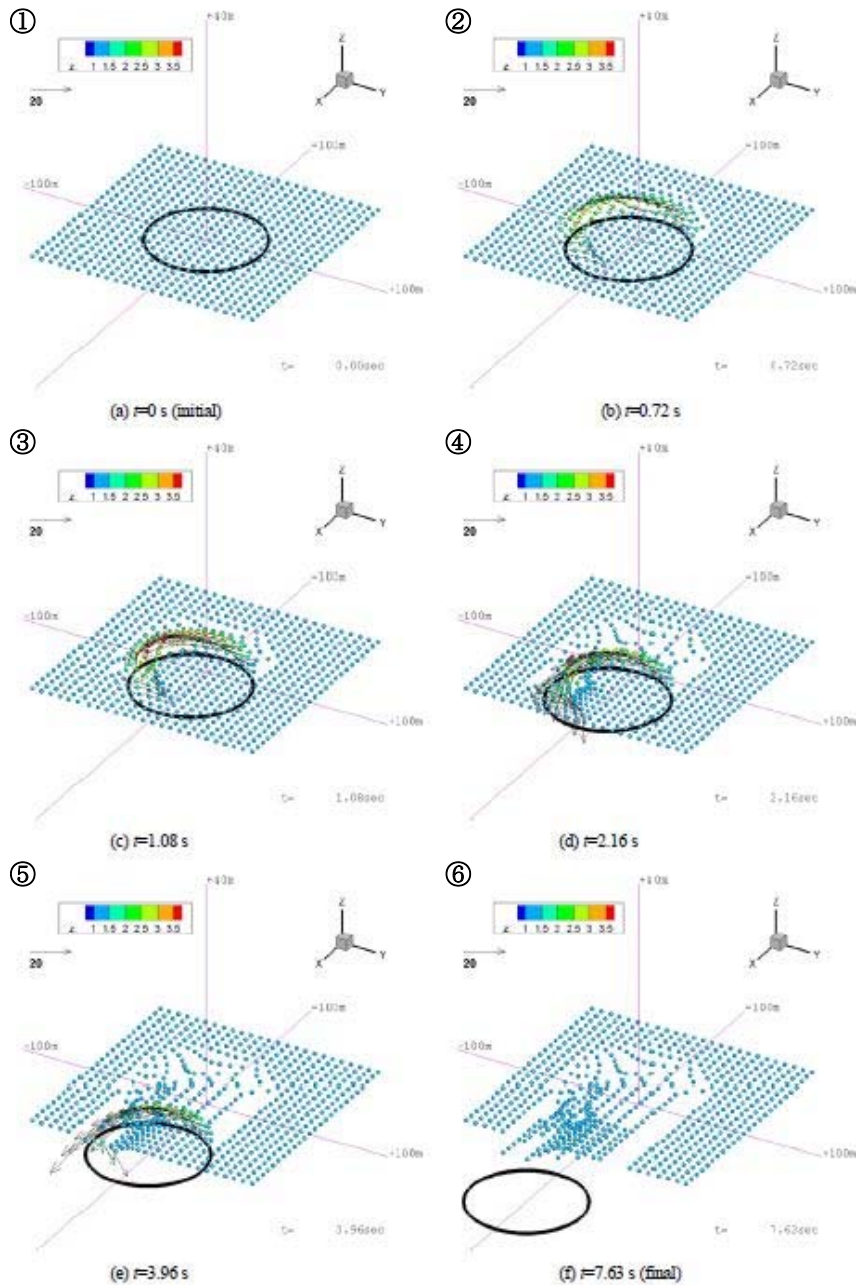 ① ②
+40m +40m
z 1 1.5 2 2.5 3 3.5 z 1 1.5 2 2.5 3 3.5
20 20
Z Z
X Y X Y
-100m -100m
-100m -100m
+100m +100m
t= 0.00sec t= 0.72sec
(a) t=0 s (initial) (b) t=0.72 s
③ ④
+40m +40m
z 1 1.5 2 2.5 3 3.5 z 1 1.5 2 2.5 3 3.5
20 20
Z Z
X Y X Y
-100m -100m
-100m -100m
+100m +100m
t= 1.08sec t= 2.16sec
(c) t=1.08 s (d) t=2.16 s
⑤ ⑥
+40m +40m
z 1 1.5 2 2.5 3 3.5 z 1 1.5 2 2.5 3 3.5
20 20
Z Z
X Y X Y
-100m -100m
-100m -100m
+100m +100m
t= 3.96sec t= 7.63sec
(e) t=3.96 s (f) t=7.63 s (final)